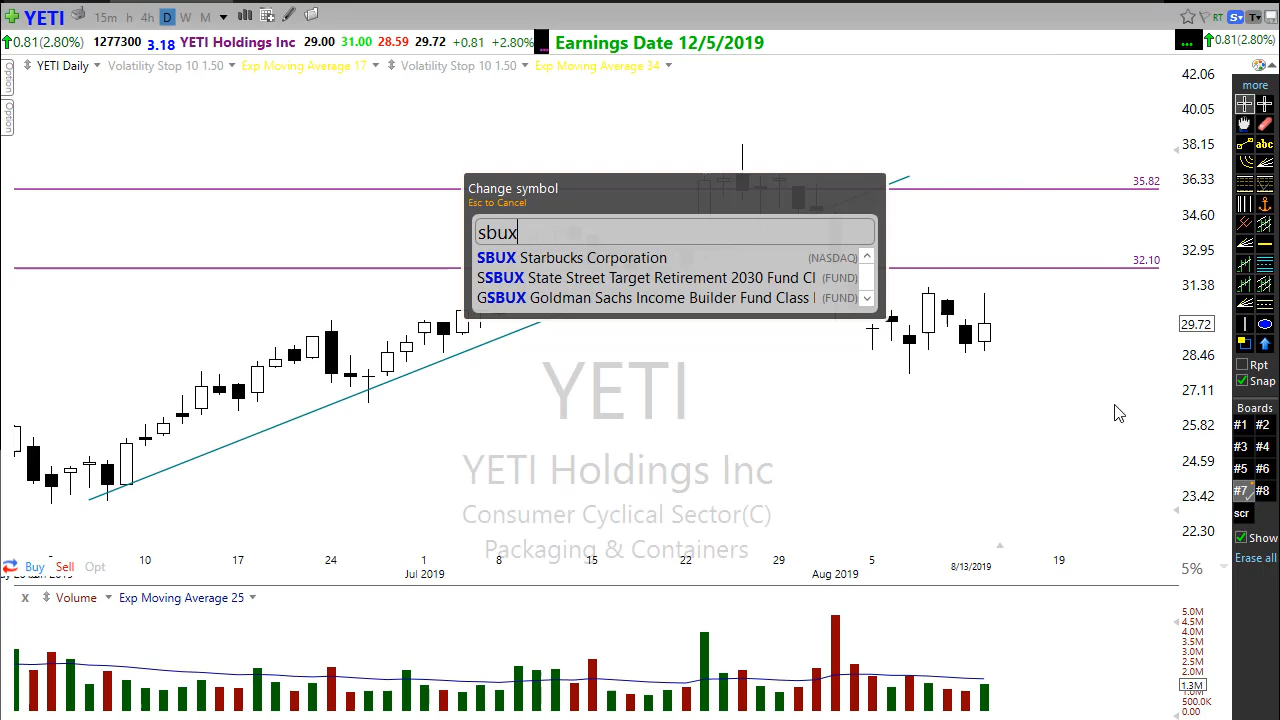 YETI 15m h 4h D W M RT S T
0.81(2.80%) 1277300 3.18 YETI Holdings Inc 29.00 31.00 28.59 29.72 +0.81 +2.80% ... Earnings Date 12/5/2019 ... 0.81(2.80%)
YETI Daily Volatility Stop 10 1.50 Exp Moving Average 17 Volatility Stop 10 1.50 Exp Moving Average 34
Option
Option
Change symbol
Esc to Cancel
sbux
SBUX Starbucks Corporation (NASDAQ)
SSBUX State Street Target Retirement 2030 Fund Cl (FUND)
GSBUX Goldman Sachs Income Builder Fund Class (FUND)
35.82
32.10
YETI
YETI Holdings Inc
Consumer Cyclical Sector(C)
Packaging & Containers
42.06
40.05
38.15
36.33
34.60
32.95
31.38
29.72
28.46
27.11
25.82
24.59
23.42
22.30
5%
10 17 24 1 8 15 22 29 5 8/13/2019 19
Jun 2019 Jul 2019 Aug 2019
Buy Sell Opt
x Volume Exp Moving Average 25
5.0M
4.5M
4.0M
3.5M
3.0M
2.5M
2.0M
1.3M
1.0M
500.0K
0.00
more
abc
Rpt
Snap
Boards
#1 #2
#3 #4
#5 #6
#7 #8
scr
Show
Erase all